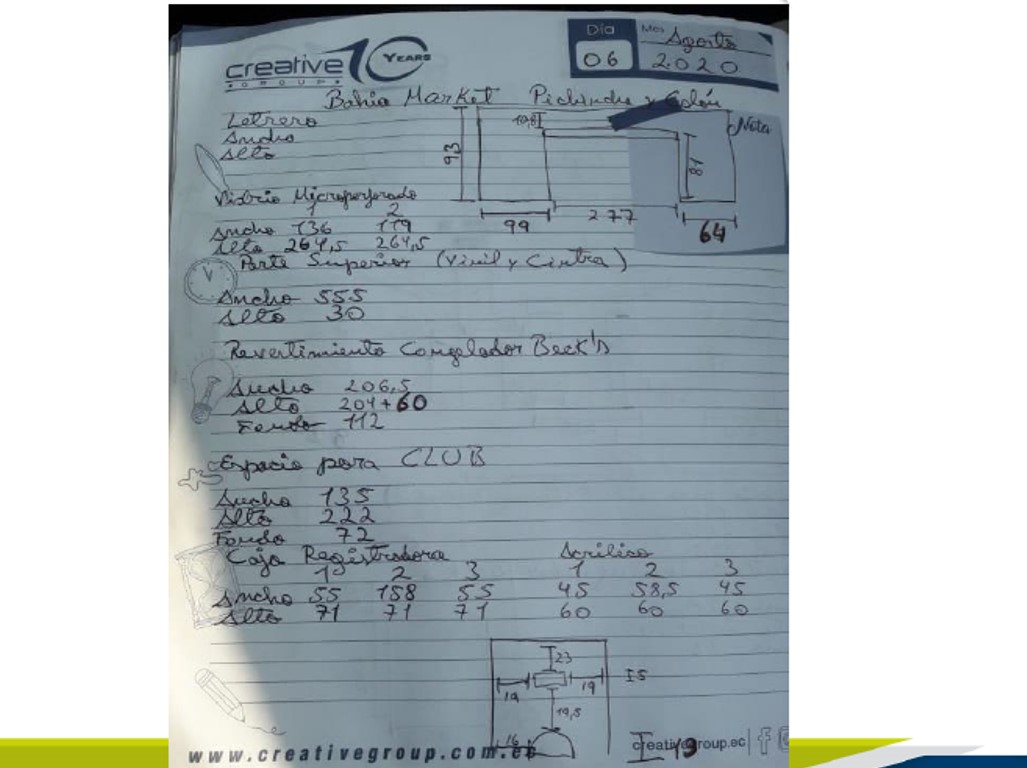 creative 10 YEARS
GROUP
Día Mes Agosto
06 2020
Bahia Market Pichincha y Colón
Letrero
Ancho
Alto
93
10,8
Nota
81
99 277 64
Vidrio Microperforado
1 2
Ancho 136 119
Alto 264,5 264,5
Parte Superior (Vinil y Cintra)
Ancho 555
Alto 30
Revertimiento Congelador Beck's
Ancho 206,5
Alto 204+60
Fondo 112
Espacio para CLUB
Ancho 135
Alto 222
Fondo 72
Caja Registradora Acrilico
1 2 3 1 2 3
Ancho 55 158 55 45 58,5 45
Alto 71 71 71 60 60 60
23
19 19 I5
19,5
16
I 19
www.creativegroup.com.ec creativegroup.ec